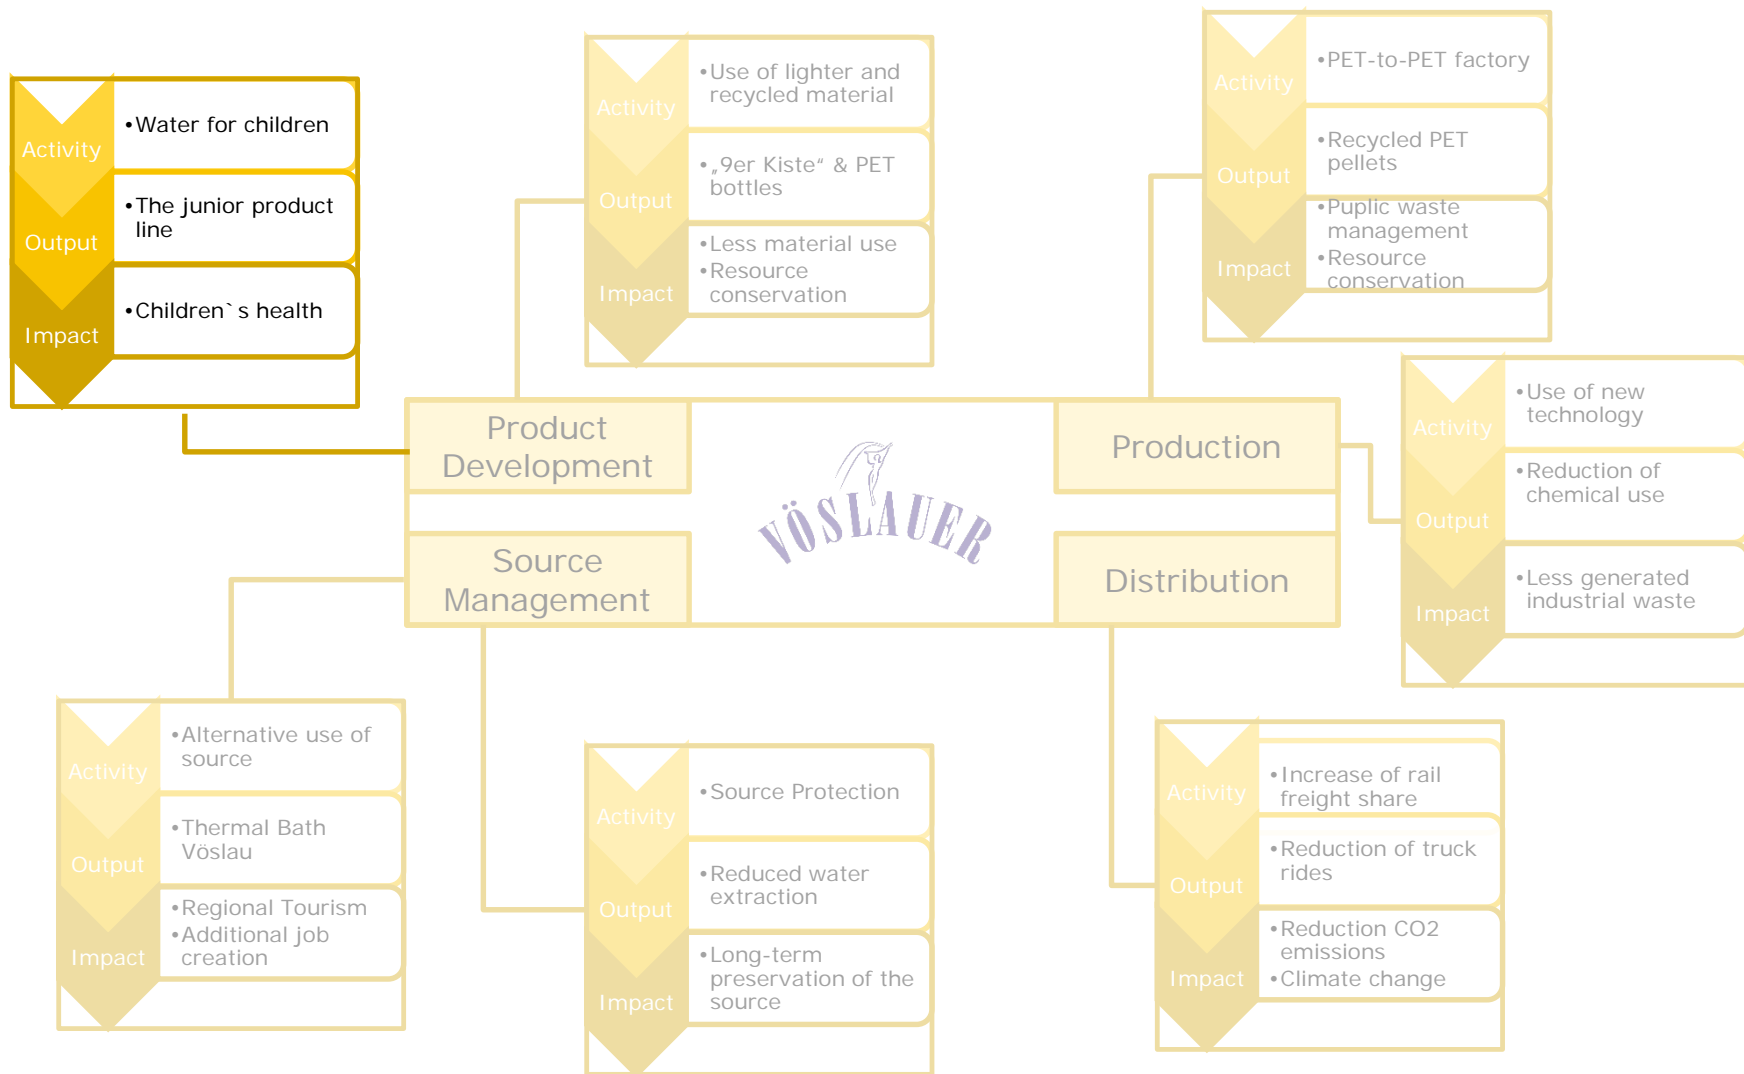 Activity
•Water for children
Output
•The junior product
line
Impact
•Children`s health
Activity
•Use of lighter and
recycled material
Output
•„9er Kiste“ & PET
bottles
Impact
•Less material use
•Resource
conservation
Activity
•PET-to-PET factory
Output
•Recycled PET
pellets
Impact
•Puplic waste
management
•Resource
conservation
Activity
•Use of new
technology
Output
•Reduction of
chemical use
Impact
•Less generated
industrial waste
Product
Development
Production
VÖSLAUER
Source
Management
Distribution
Activity
•Alternative use of
source
Output
•Thermal Bath
Vöslau
Impact
•Regional Tourism
•Additional job
creation
Activity
•Source Protection
Output
•Reduced water
extraction
Impact
•Long-term
preservation of the
source
Activity
•Increase of rail
freight share
Output
•Reduction of truck
rides
Impact
•Reduction CO2
emissions
•Climate change